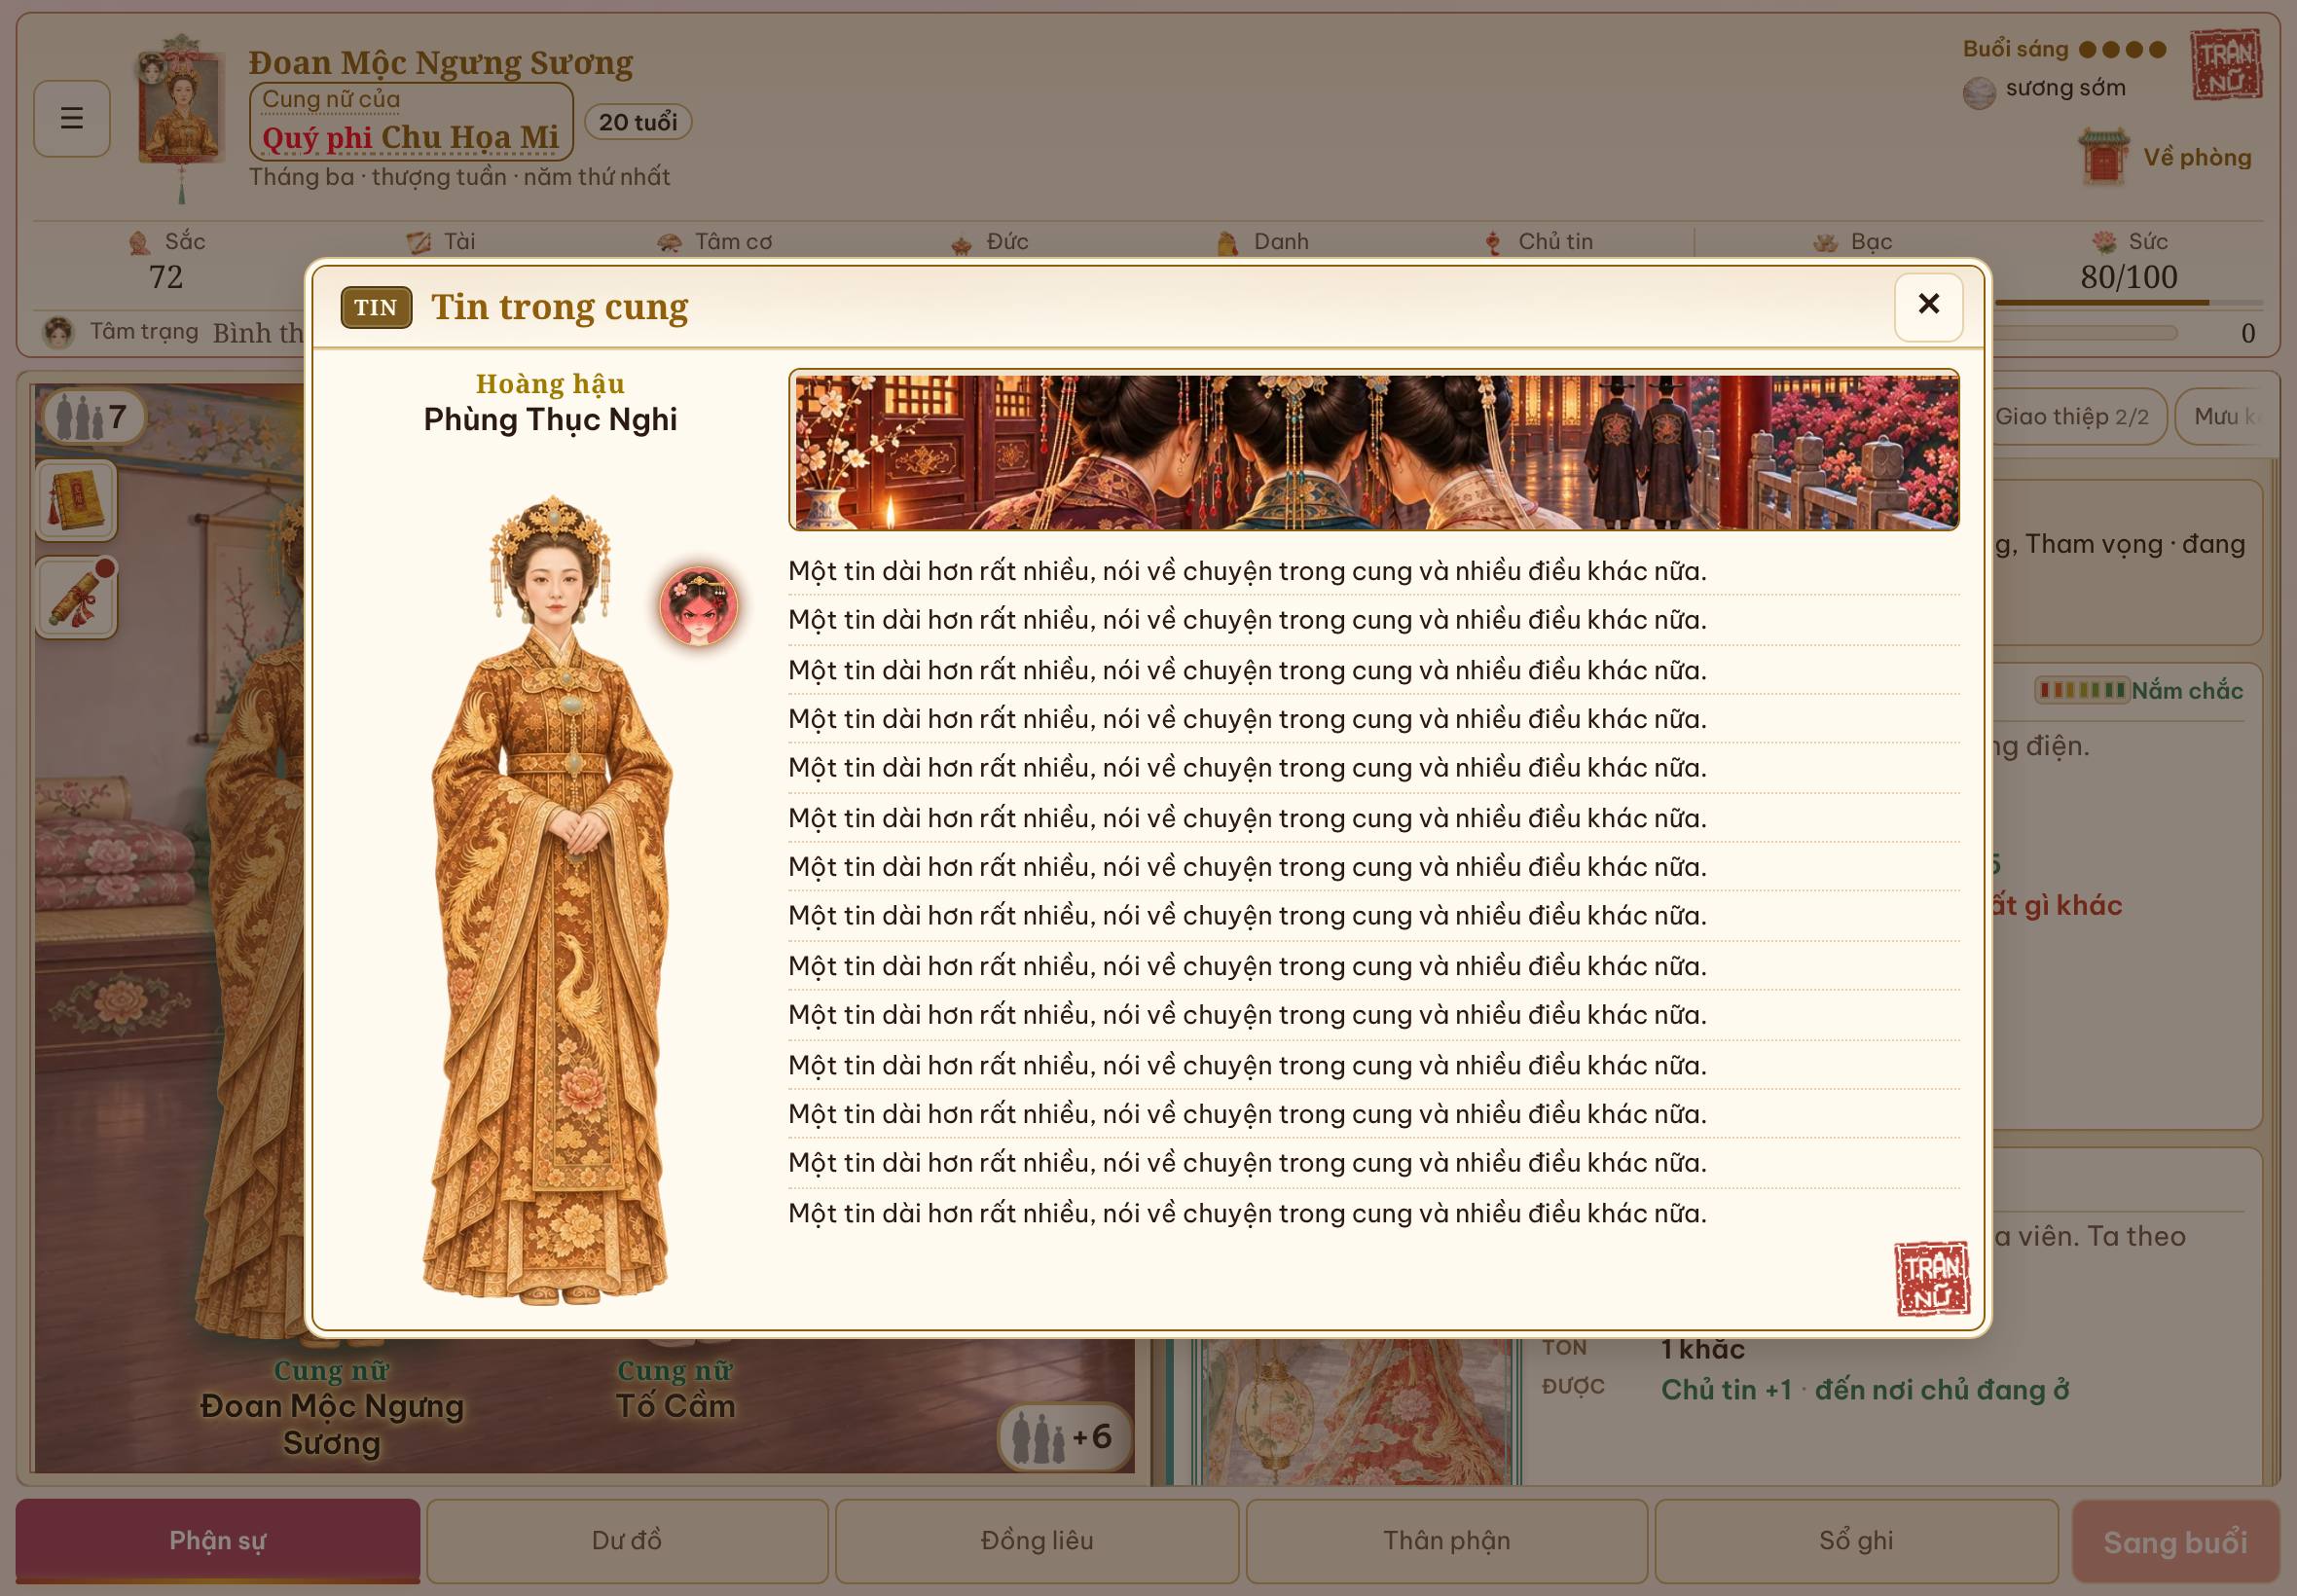 Đoan Mộc Ngưng Sương
Cung nữ của
Quý phi Chu Họa Mi
20 tuổi
Tháng ba · thượng tuần · năm thứ nhất
Buổi sáng
sương sớm
TRÂN NỮ
Về phòng
Sắc
72
Tài
Tâm cơ
Đức
Danh
Chủ tin
Bạc
Sức
80/100
Tâm trạng Bình th
0
TIN Tin trong cung
×
Hoàng hậu
Phùng Thục Nghi
Một tin dài hơn rất nhiều, nói về chuyện trong cung và nhiều điều khác nữa.
Một tin dài hơn rất nhiều, nói về chuyện trong cung và nhiều điều khác nữa.
Một tin dài hơn rất nhiều, nói về chuyện trong cung và nhiều điều khác nữa.
Một tin dài hơn rất nhiều, nói về chuyện trong cung và nhiều điều khác nữa.
Một tin dài hơn rất nhiều, nói về chuyện trong cung và nhiều điều khác nữa.
Một tin dài hơn rất nhiều, nói về chuyện trong cung và nhiều điều khác nữa.
Một tin dài hơn rất nhiều, nói về chuyện trong cung và nhiều điều khác nữa.
Một tin dài hơn rất nhiều, nói về chuyện trong cung và nhiều điều khác nữa.
Một tin dài hơn rất nhiều, nói về chuyện trong cung và nhiều điều khác nữa.
Một tin dài hơn rất nhiều, nói về chuyện trong cung và nhiều điều khác nữa.
Một tin dài hơn rất nhiều, nói về chuyện trong cung và nhiều điều khác nữa.
Một tin dài hơn rất nhiều, nói về chuyện trong cung và nhiều điều khác nữa.
Một tin dài hơn rất nhiều, nói về chuyện trong cung và nhiều điều khác nữa.
Một tin dài hơn rất nhiều, nói về chuyện trong cung và nhiều điều khác nữa.
TRÂN NỮ
7
Giao thiệp 2/2
Mưu k
g, Tham vọng · đang
Nắm chắc
ng điện.
ất gì khác
a viên. Ta theo
TỐN 1 khắc
ĐƯỢC Chủ tin +1 · đến nơi chủ đang ở
Cung nữ
Đoan Mộc Ngưng
Sương
Cung nữ
Tố Cầm
+6
Phận sự
Dư đồ
Đồng liêu
Thân phận
Sổ ghi
Sang buổi